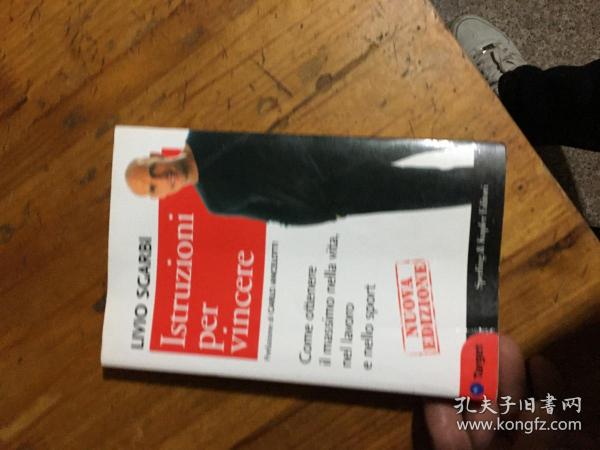 LIVIO SCARBI
Istruzioni
per
vincere
Prefazione di CARLO ANCELOTTI
Come ottenere
il massimo nella vita,
nel lavoro
e nello sport
NUOVA
EDIZIONE
Sperling & Kupfer Editori
Target
孔夫子旧書网
www.kongfz.com